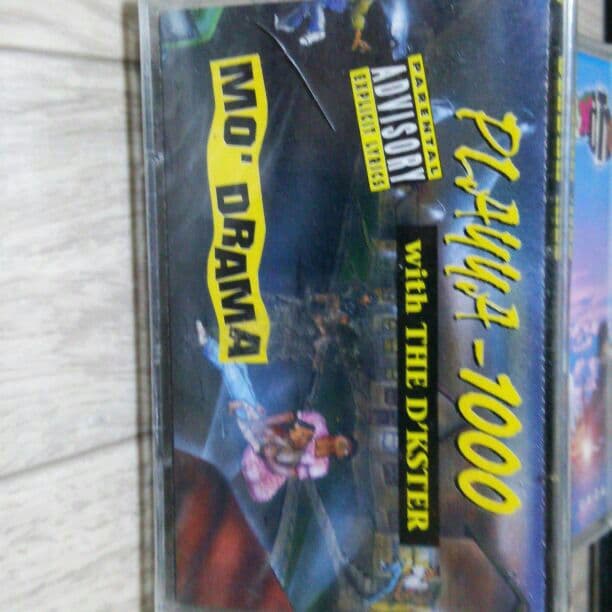 PLAYYA-1000
with THE D'KSTER
PARENTAL
ADVISORY
EXPLICIT LYRICS
MO' DRAMA